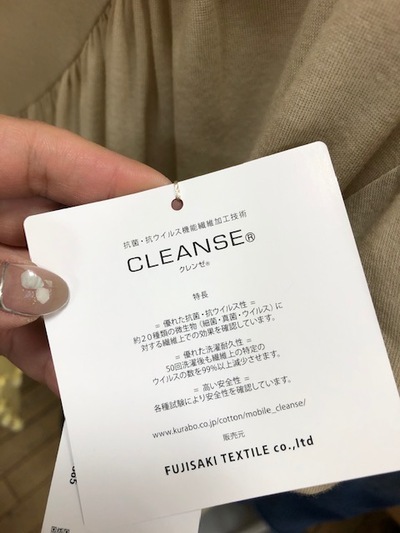 抗菌・抗ウイルス機能繊維加工技術
CLEANSE®
クレンゼ®
特長
= 優れた抗菌・抗ウイルス性 =
約20種類の微生物(細菌・真菌・ウイルス)に
対する繊維上での効果を確認しています。
= 優れた洗濯耐久性 =
50回洗濯後も繊維上の特定の
ウイルスの数を99%以上減少させます。
= 高い安全性 =
各種試験により安全性を確認しています。
www.kurabo.co.jp/cotton/mobile_cleanse/
販売元
FUJISAKI TEXTILE co.,ltd